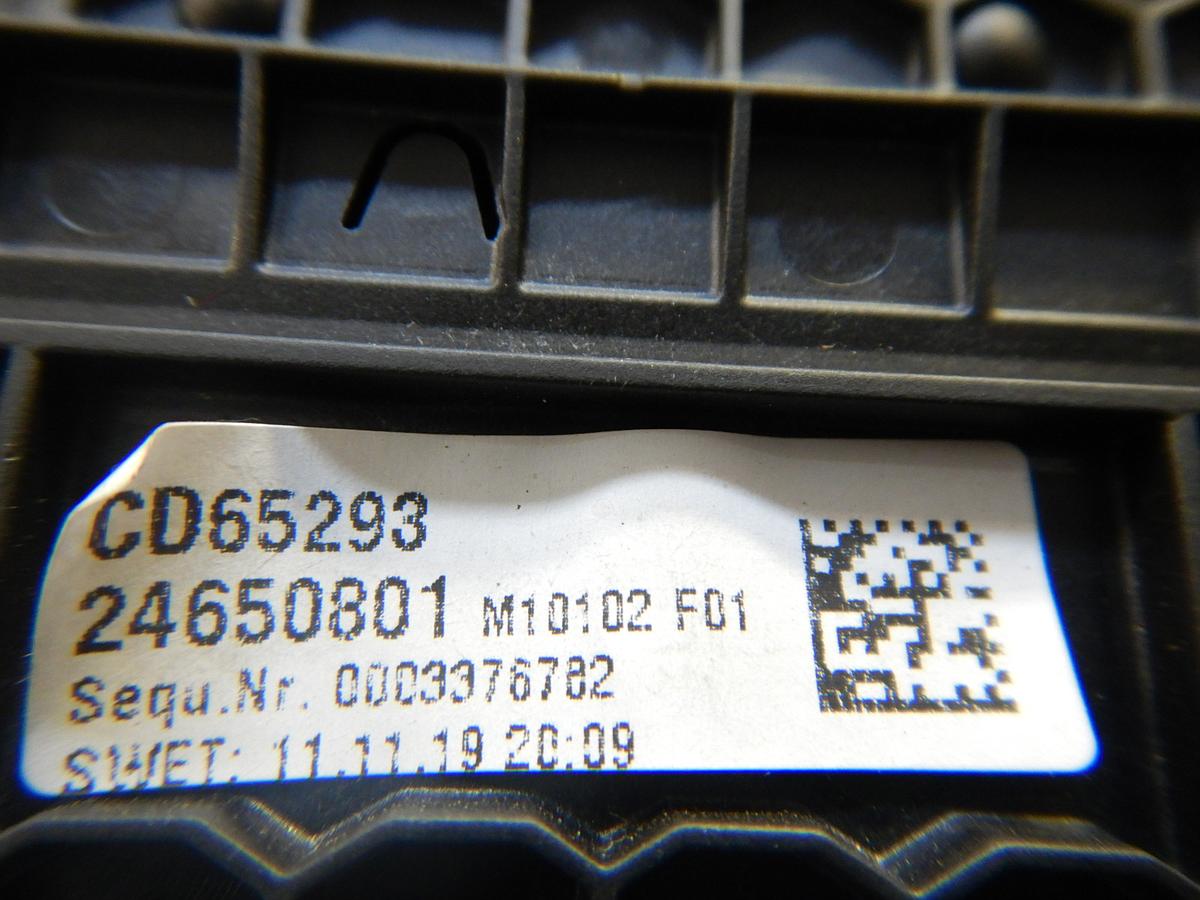 CD65293
24650801 M10102 F01
Sequ.Nr. 0003376782
SWET: 11.11.19 20:09